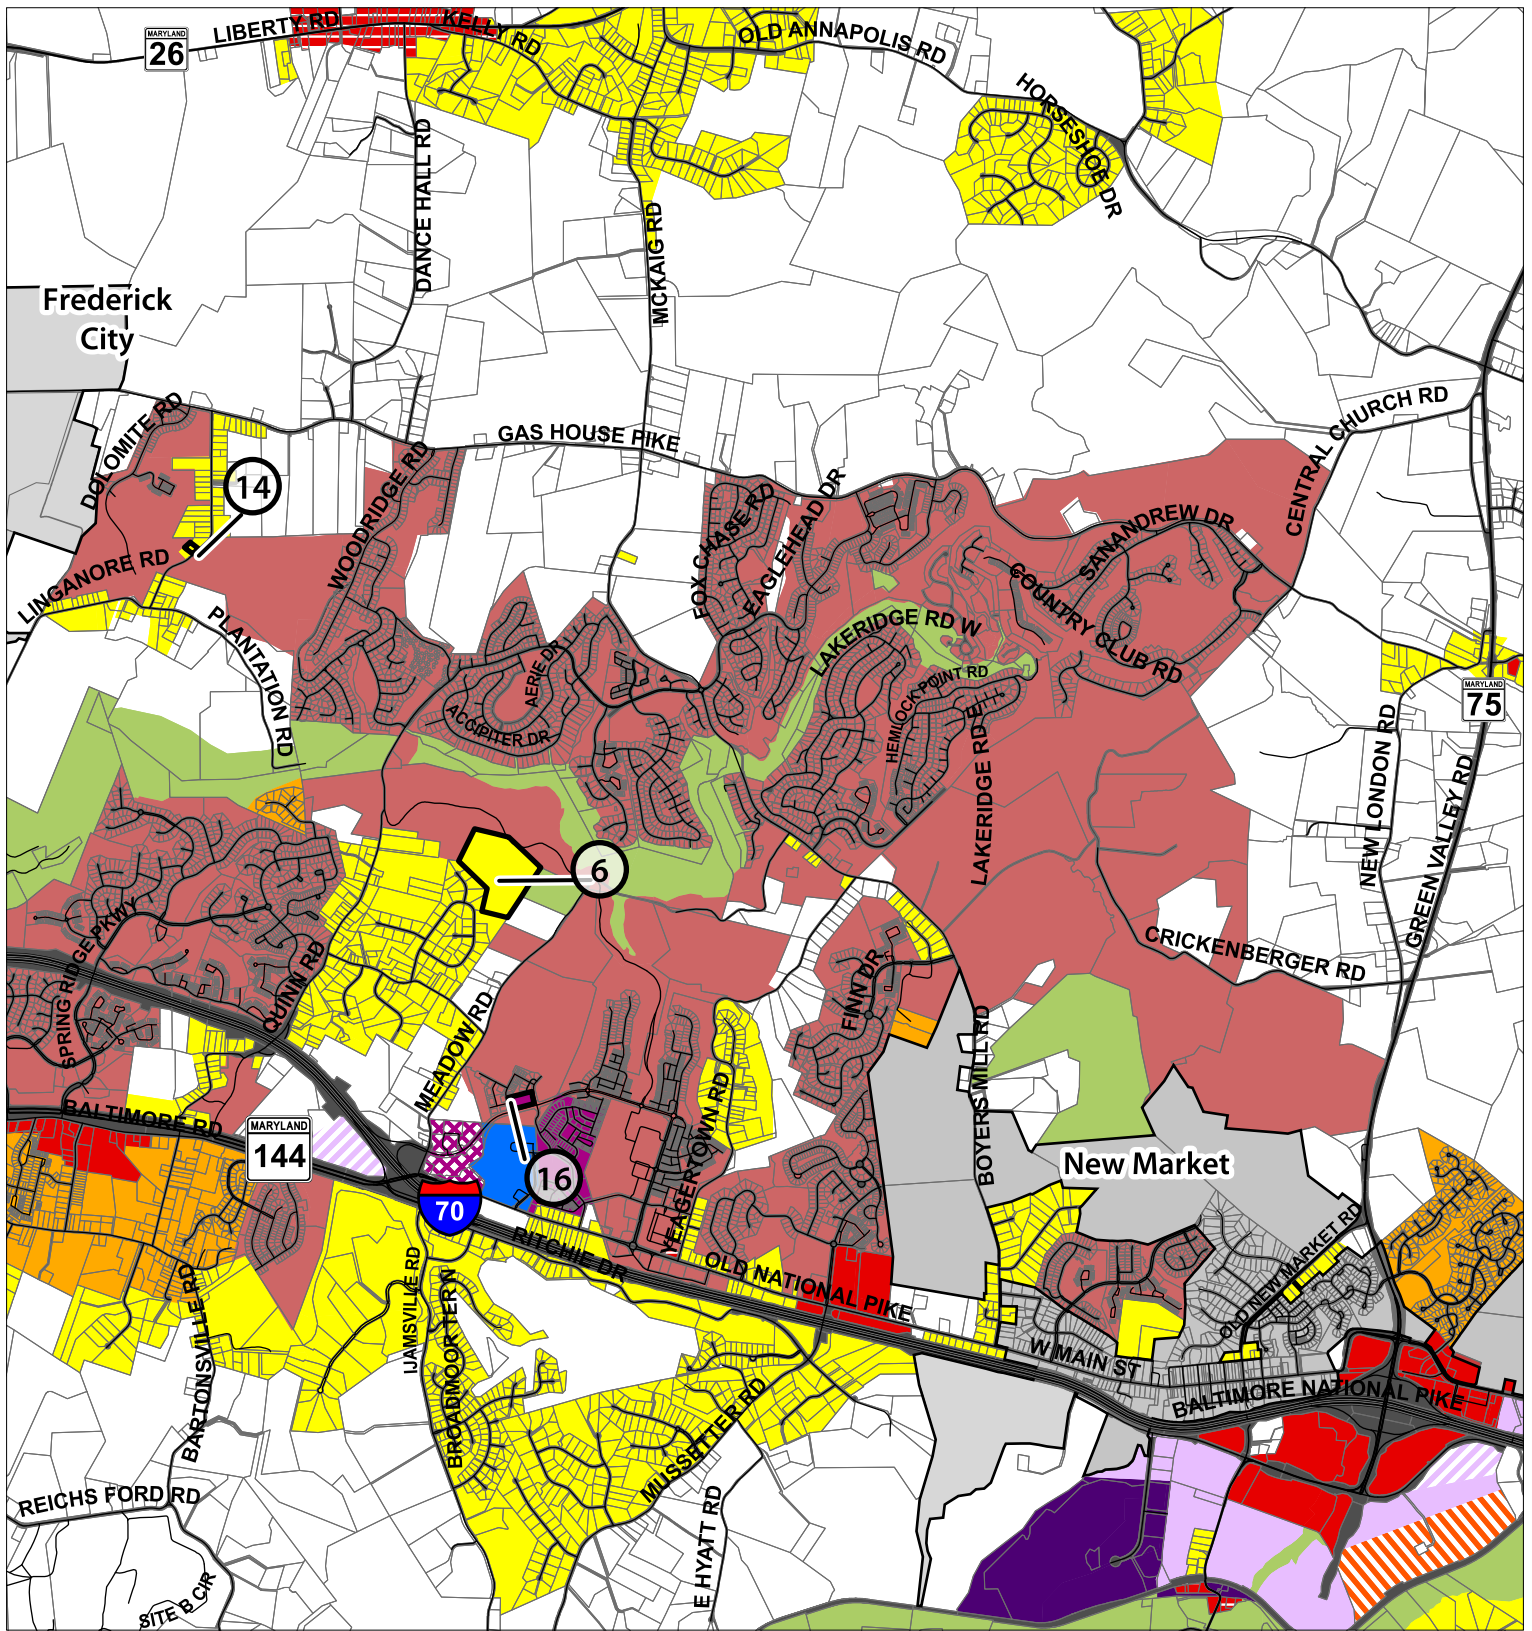 LIBERTY RD
KELLY RD
OLD ANNAPOLIS RD
MARYLAND
26
HORSESHOE DR
DANCE HALL RD
MCKAIG RD
Frederick
City
DOLOMITE RD
GAS HOUSE PIKE
CENTRAL CHURCH RD
WOODRIDGE RD
14
FOX CHASE RD
EAGLEHEAD DR
SANANDREW DR
LINGANORE RD
COUNTRY CLUB RD
PLANTATION RD
LAKERIDGE RD W
AERIE DR
ACCIPITER DR
HEMLOCK POINT RD
LAKERIDGE RD E
LAKERIDGE RD
MARYLAND
75
NEW LONDON RD
GREEN VALLEY RD
6
SPRING RIDGE PKWY
QUINN RD
FINN DR
CRICKENBERGER RD
MEADOW RD
BOYERS MILL RD
YEAGERTOWN RD
BALTIMORE RD
MARYLAND
144
New Market
16
70
RITCHIE DR
OLD NATIONAL PIKE
OLD NEW MARKET RD
IJAMSVILLE RD
BROADMOOR TER N
BARTONSVILLE RD
W MAIN ST
BALTIMORE NATIONAL PIKE
MUSSETTER RD
REICHS FORD RD
E HYATT RD
SITE B CIR